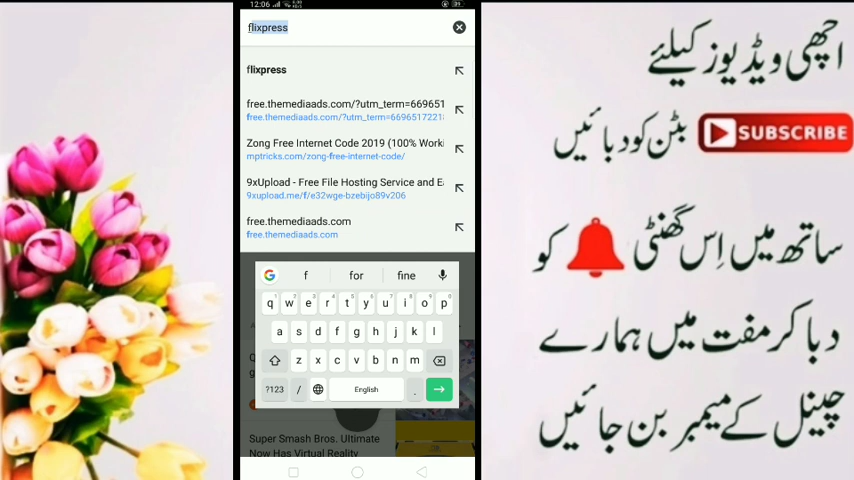 12:06
flixpress
flixpress
free.themediaads.com/?utm_term=669651
free.themediaads.com/?utm_term=6696517221
Zong Free Internet Code 2019 (100% Worki
mptricks.com/zong-free-internet-code/
9xUpload - Free File Hosting Service and Ea
9xupload.me/f/e32wge-bzebijo89v206
free.themediaads.com
free.themediaads.com
f for fine
q w e r t y u i o p
a s d f g h j k l
z x c v b n m
?123 / English .
Super Smash Bros. Ultimate
Now Has Virtual Reality
اچھی ویڈیوز کیلئے
SUBSCRIBE بٹن کو دبائیں
ساتھ میں اِس گھنٹی کو
دبا کر مفت میں ہمارے
چینل کے میمبر بن جائیں